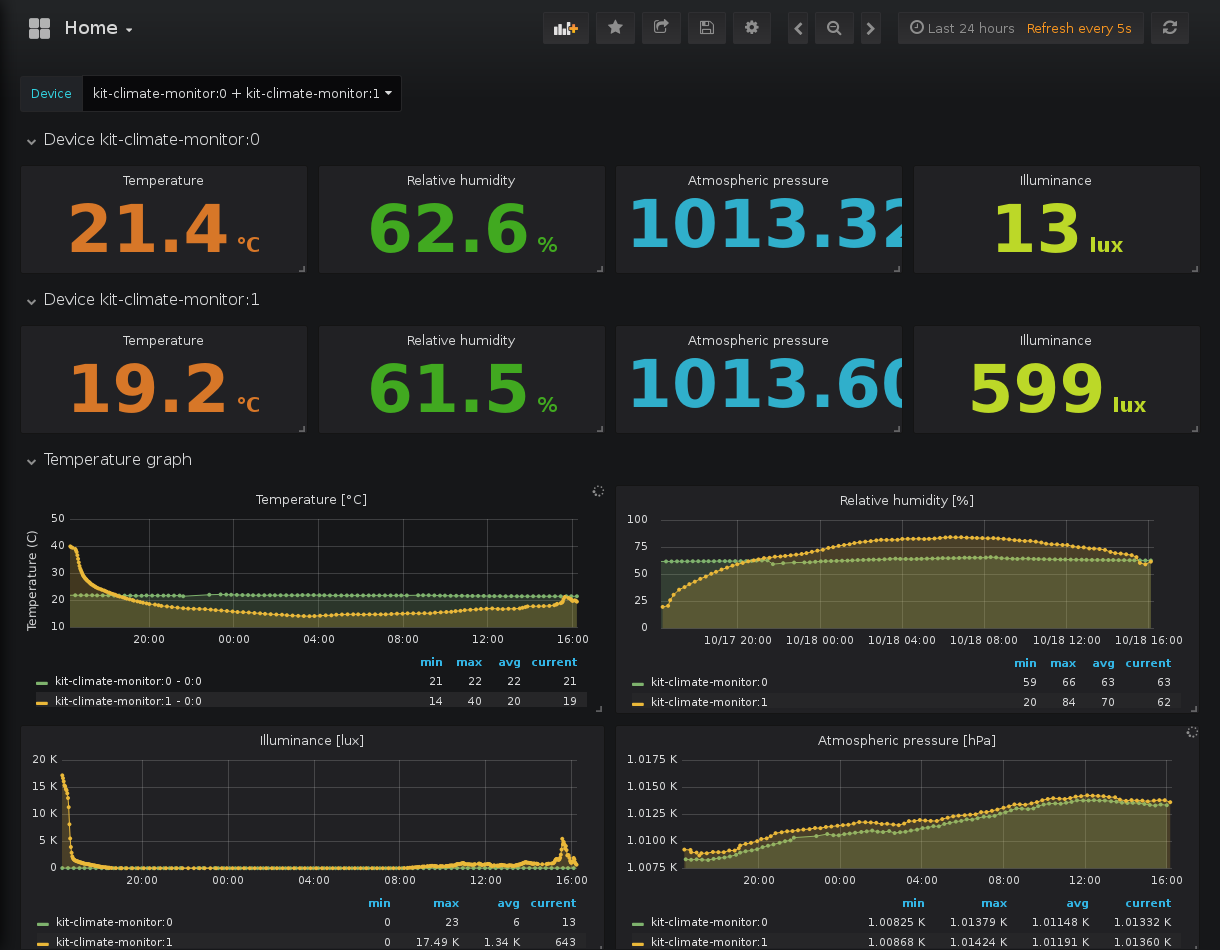 Home
Last 24 hours Refresh every 5s
Device kit-climate-monitor:0 + kit-climate-monitor:1
Device kit-climate-monitor:0
Temperature Relative humidity Atmospheric pressure Illuminance
21.4 °C 62.6 % 1013.32 13 lux
Device kit-climate-monitor:1
Temperature Relative humidity Atmospheric pressure Illuminance
19.2 °C 61.5 % 1013.60 599 lux
Temperature graph
Temperature [°C]
Temperature (C)
50
40
30
20
10
20:00 00:00 04:00 08:00 12:00 16:00
min max avg current
kit-climate-monitor:0 - 0:0 21 22 22 21
kit-climate-monitor:1 - 0:0 14 40 20 19
Relative humidity [%]
100
75
50
25
0
10/17 20:00 10/18 00:00 10/18 04:00 10/18 08:00 10/18 12:00 10/18 16:00
min max avg current
kit-climate-monitor:0 59 66 63 63
kit-climate-monitor:1 20 84 70 62
Illuminance [lux]
20 K
15 K
10 K
5 K
0
20:00 00:00 04:00 08:00 12:00 16:00
min max avg current
kit-climate-monitor:0 0 23 6 13
kit-climate-monitor:1 0 17.49 K 1.34 K 643
Atmospheric pressure [hPa]
1.0175 K
1.0150 K
1.0125 K
1.0100 K
1.0075 K
20:00 00:00 04:00 08:00 12:00 16:00
min max avg current
kit-climate-monitor:0 1.00825 K 1.01379 K 1.01148 K 1.01332 K
kit-climate-monitor:1 1.00868 K 1.01424 K 1.01191 K 1.01360 K